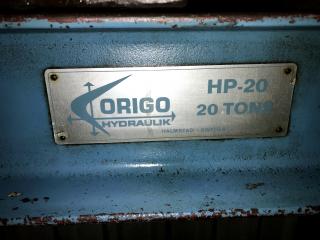 ORIGO
HYDRAULIK
HALMSTAD - SWEDEN
HP-20
20 TONS